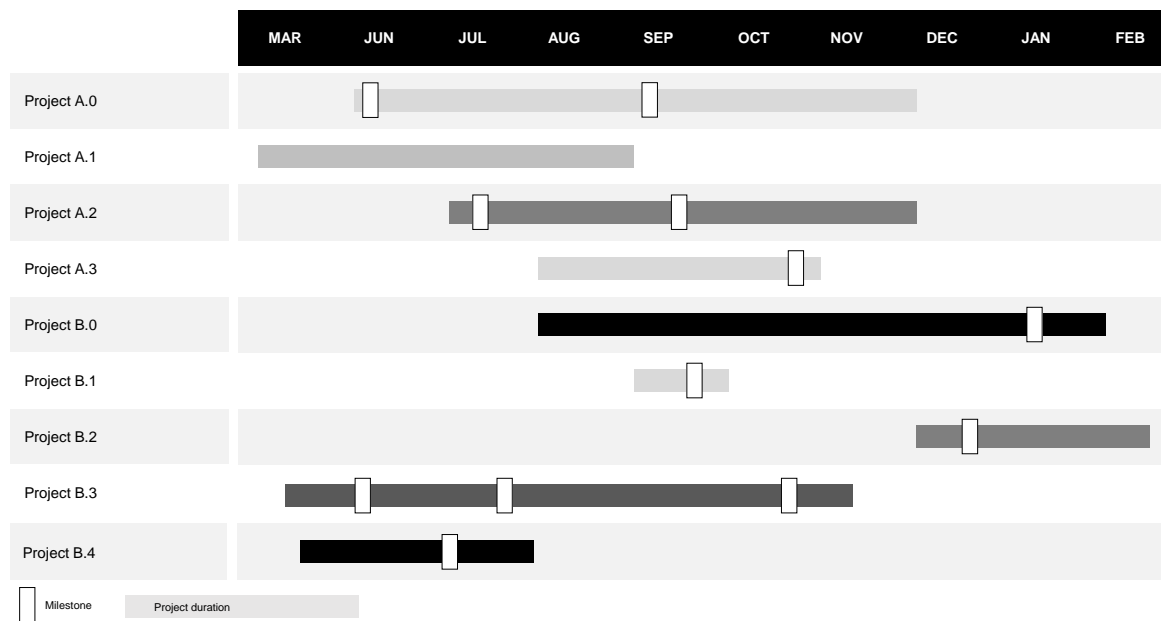 MAR JUN JUL AUG SEP OCT NOV DEC JAN FEB
Project A.0
Project A.1
Project A.2
Project A.3
Project B.0
Project B.1
Project B.2
Project B.3
Project B.4
Milestone Project duration